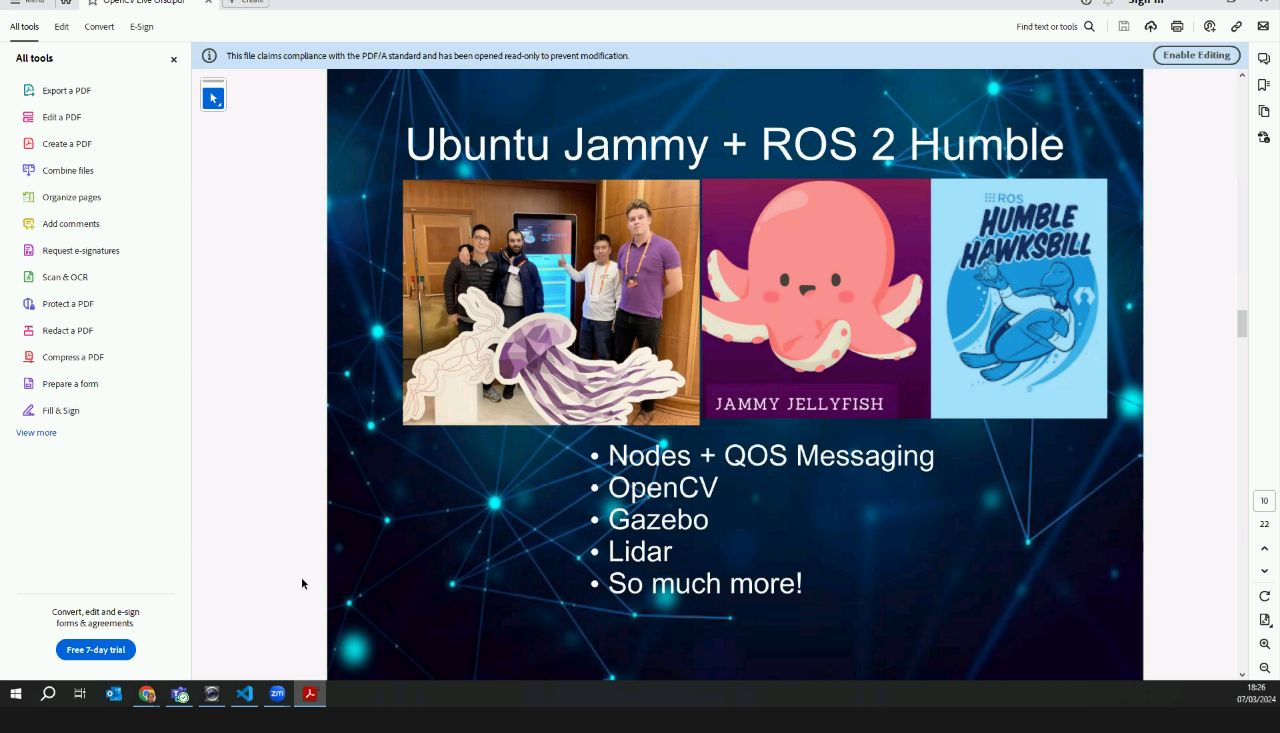 Menu
OpenCV Live Ofsd.pdf
Create
Sign in
All tools
Edit
Convert
E-Sign
Find text or tools
All tools
This file claims compliance with the PDF/A standard and has been opened read-only to prevent modification.
Enable Editing
Export a PDF
Edit a PDF
Create a PDF
Combine files
Organize pages
Add comments
Request e-signatures
Scan & OCR
Protect a PDF
Redact a PDF
Compress a PDF
Prepare a form
Fill & Sign
View more
Convert, edit and e-sign
forms & agreements.
Free 7-day trial
Ubuntu Jammy + ROS 2 Humble
JAMMY JELLYFISH
ROS
HUMBLE
HAWKSBILL
• Nodes + QOS Messaging
• OpenCV
• Gazebo
• Lidar
• So much more!
10
22
zm
18:26
07/03/2024